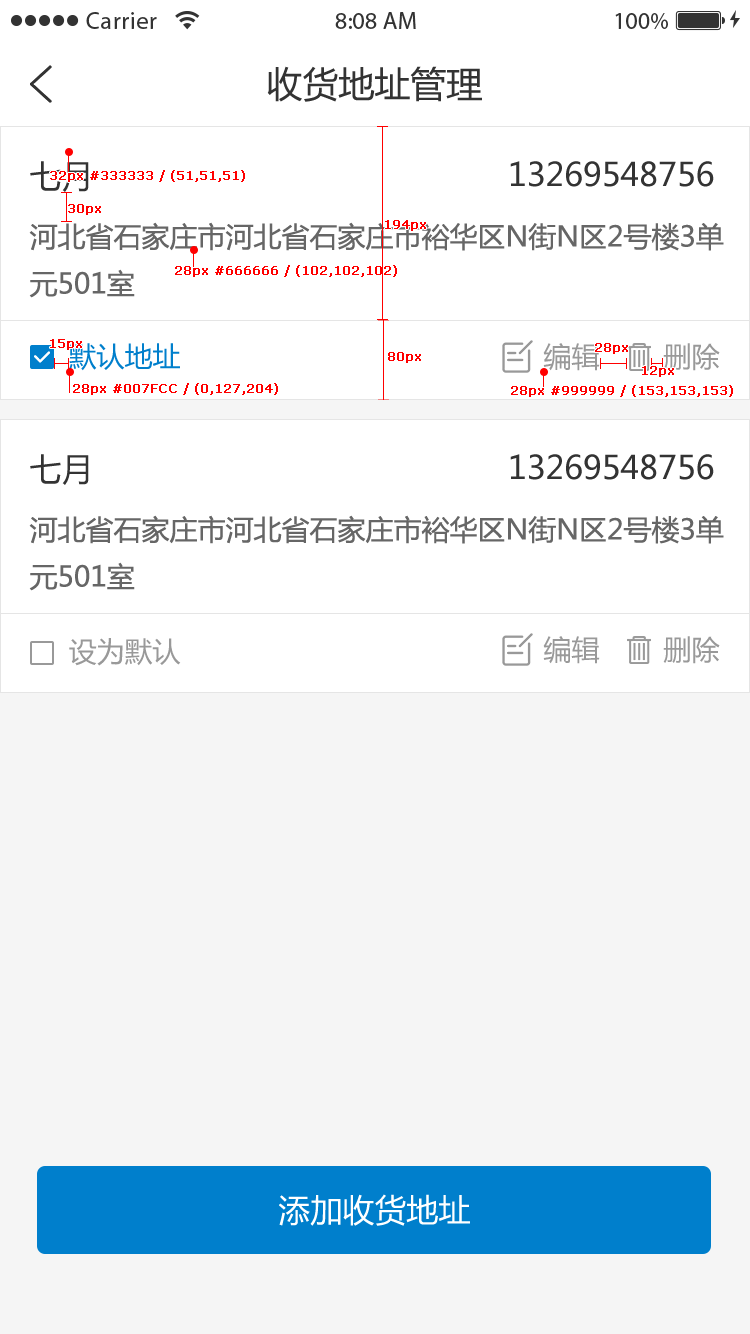 Carrier 8:08 AM 100%
收货地址管理
七月 13269548756
32px #333333 / (51,51,51)
30px
194px
河北省石家庄市河北省石家庄市裕华区N街N区2号楼3单
28px #666666 / (102,102,102)
元501室
15px
默认地址 编辑 删除
28px
80px
12px
28px #007FCC / (0,127,204)
28px #999999 / (153,153,153)
七月 13269548756
河北省石家庄市河北省石家庄市裕华区N街N区2号楼3单
元501室
设为默认 编辑 删除
添加收货地址